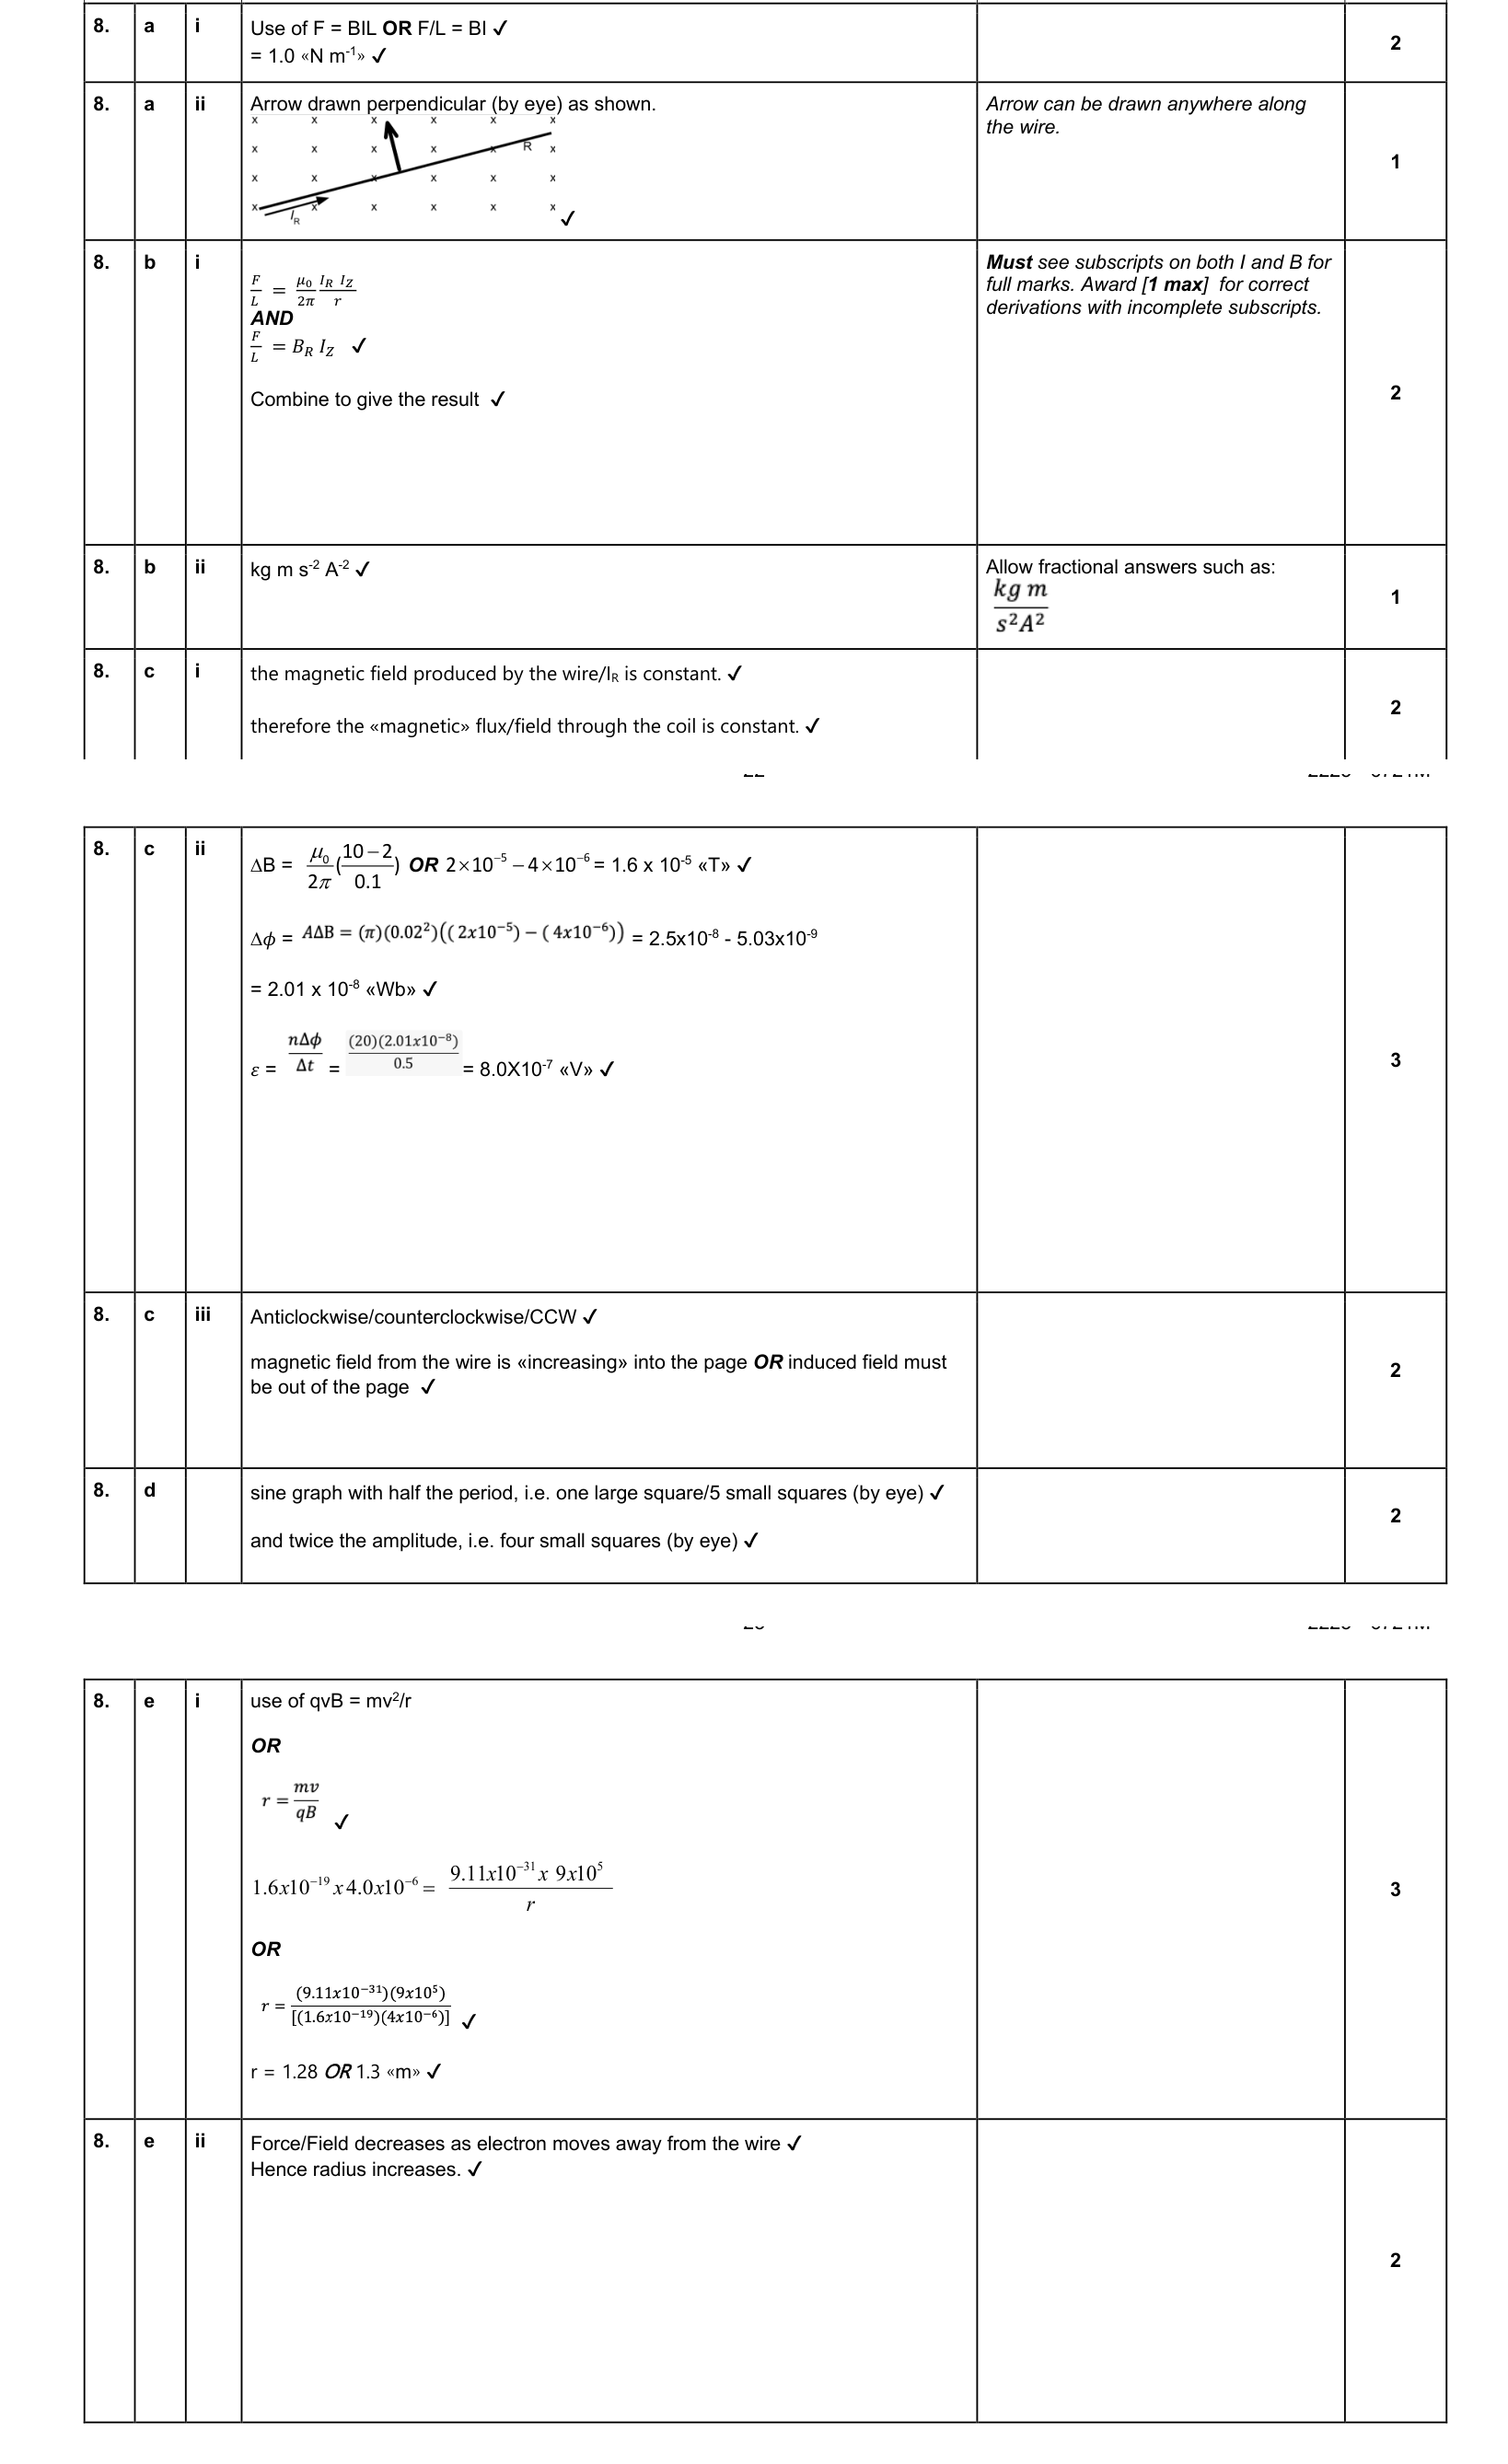 8. a i Use of F = BIL OR F/L = BI ✓
= 1.0 «N m⁻¹» ✓
2
8. a ii Arrow drawn perpendicular (by eye) as shown.
Arrow can be drawn anywhere along
the wire.
x x x x x x
x x x x x R x
x x x x x x
x x x x x x
I_R
✓
1
8. b i
F/L = μ₀/2π I_R I_Z/r
AND
F/L = B_R I_Z ✓
Combine to give the result ✓
Must see subscripts on both I and B for
full marks. Award [1 max] for correct
derivations with incomplete subscripts.
2
8. b ii kg m s⁻² A⁻² ✓
Allow fractional answers such as:
kg m
s²A²
1
8. c i the magnetic field produced by the wire/I_R is constant. ✓
therefore the «magnetic» flux/field through the coil is constant. ✓
2
8. c ii
ΔB = μ₀/2π (10−2/0.1) OR 2×10⁻⁵ − 4×10⁻⁶ = 1.6 x 10⁻⁵ «T» ✓
Δϕ = AΔB = (π)(0.02²)((2x10⁻⁵) − (4x10⁻⁶)) = 2.5x10⁻⁸ - 5.03x10⁻⁹
= 2.01 x 10⁻⁸ «Wb» ✓
ε = nΔϕ/Δt = (20)(2.01x10⁻⁸)/0.5 = 8.0X10⁻⁷ «V» ✓
3
8. c iii Anticlockwise/counterclockwise/CCW ✓
magnetic field from the wire is «increasing» into the page OR induced field must
be out of the page ✓
2
8. d sine graph with half the period, i.e. one large square/5 small squares (by eye) ✓
and twice the amplitude, i.e. four small squares (by eye) ✓
2
8. e i use of qvB = mv²/r
OR
r = mv/qB ✓
1.6x10⁻¹⁹ x4.0x10⁻⁶ = 9.11x10⁻³¹ x 9x10⁵/r
OR
r = (9.11x10⁻³¹)(9x10⁵)/[(1.6x10⁻¹⁹)(4x10⁻⁶)] ✓
r = 1.28 OR 1.3 «m» ✓
3
8. e ii Force/Field decreases as electron moves away from the wire ✓
Hence radius increases. ✓
2